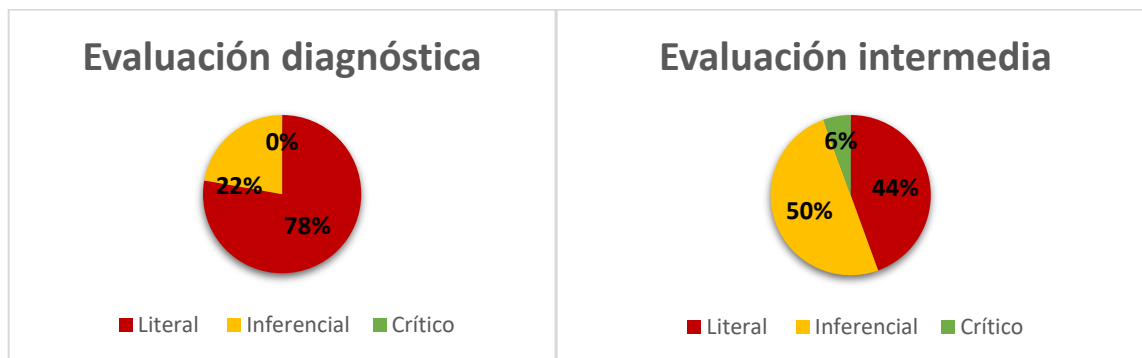 Evaluación diagnóstica
0%
22%
78%
Literal Inferencial Crítico
Evaluación intermedia
6%
44%
50%
Literal Inferencial Crítico